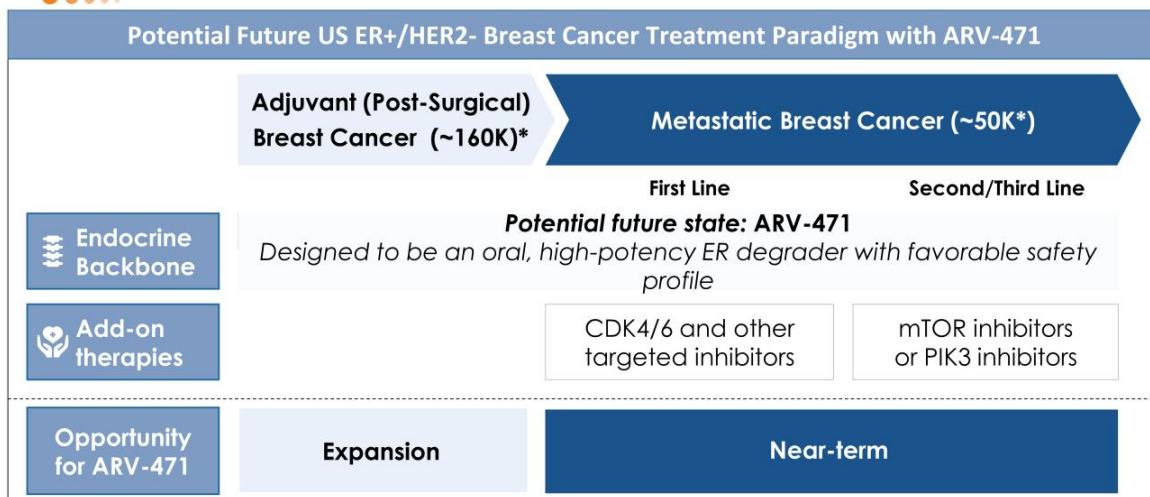 Potential Future US ER+/HER2- Breast Cancer Treatment Paradigm with ARV-471
Adjuvant (Post-Surgical)
Breast Cancer (~160K)*
Metastatic Breast Cancer (~50K*)
First Line
Second/Third Line
Endocrine
Backbone
Potential future state: ARV-471
Designed to be an oral, high-potency ER degrader with favorable safety
profile
Add-on
therapies
CDK4/6 and other
targeted inhibitors
mTOR inhibitors
or PIK3 inhibitors
Opportunity
for ARV-471
Expansion
Near-term